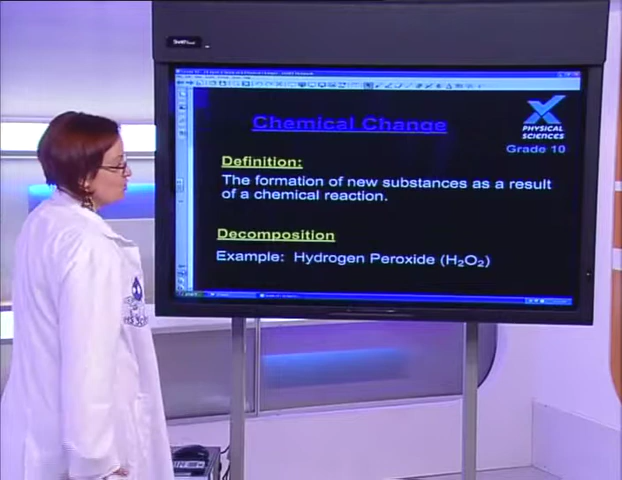 Chemical Change
PHYSICAL
SCIENCES
Grade 10
Definition:
The formation of new substances as a result
of a chemical reaction.
Decomposition
Example: Hydrogen Peroxide (H₂O₂)